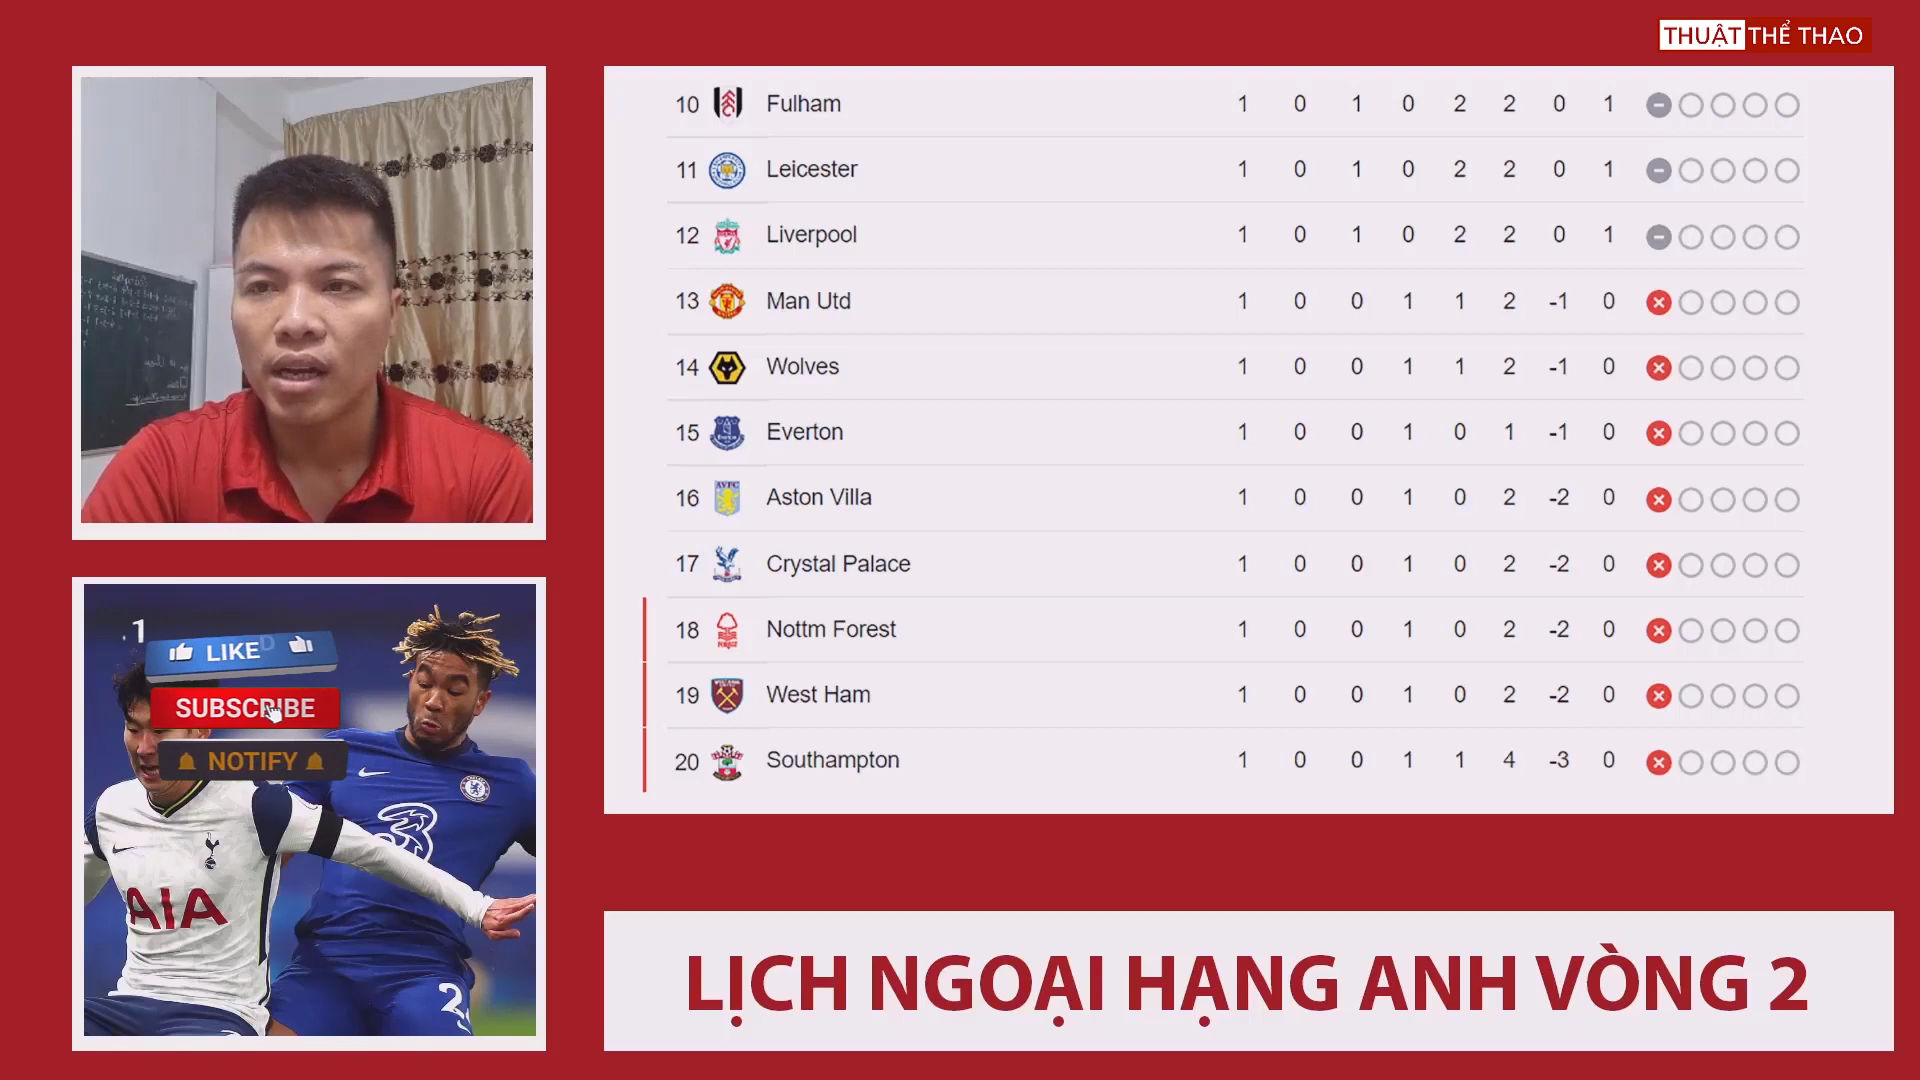 THUẬT THỂ THAO
10 Fulham 1 0 1 0 2 2 0 1
11 Leicester 1 0 1 0 2 2 0 1
12 Liverpool 1 0 1 0 2 2 0 1
13 Man Utd 1 0 0 1 1 2 -1 0
14 Wolves 1 0 0 1 1 2 -1 0
15 Everton 1 0 0 1 0 1 -1 0
16 Aston Villa 1 0 0 1 0 2 -2 0
17 Crystal Palace 1 0 0 1 0 2 -2 0
18 Nottm Forest 1 0 0 1 0 2 -2 0
19 West Ham 1 0 0 1 0 2 -2 0
20 Southampton 1 0 0 1 1 4 -3 0
LIKE
SUBSCRIBE
NOTIFY
AIA
3
2
LỊCH NGOẠI HẠNG ANH VÒNG 2